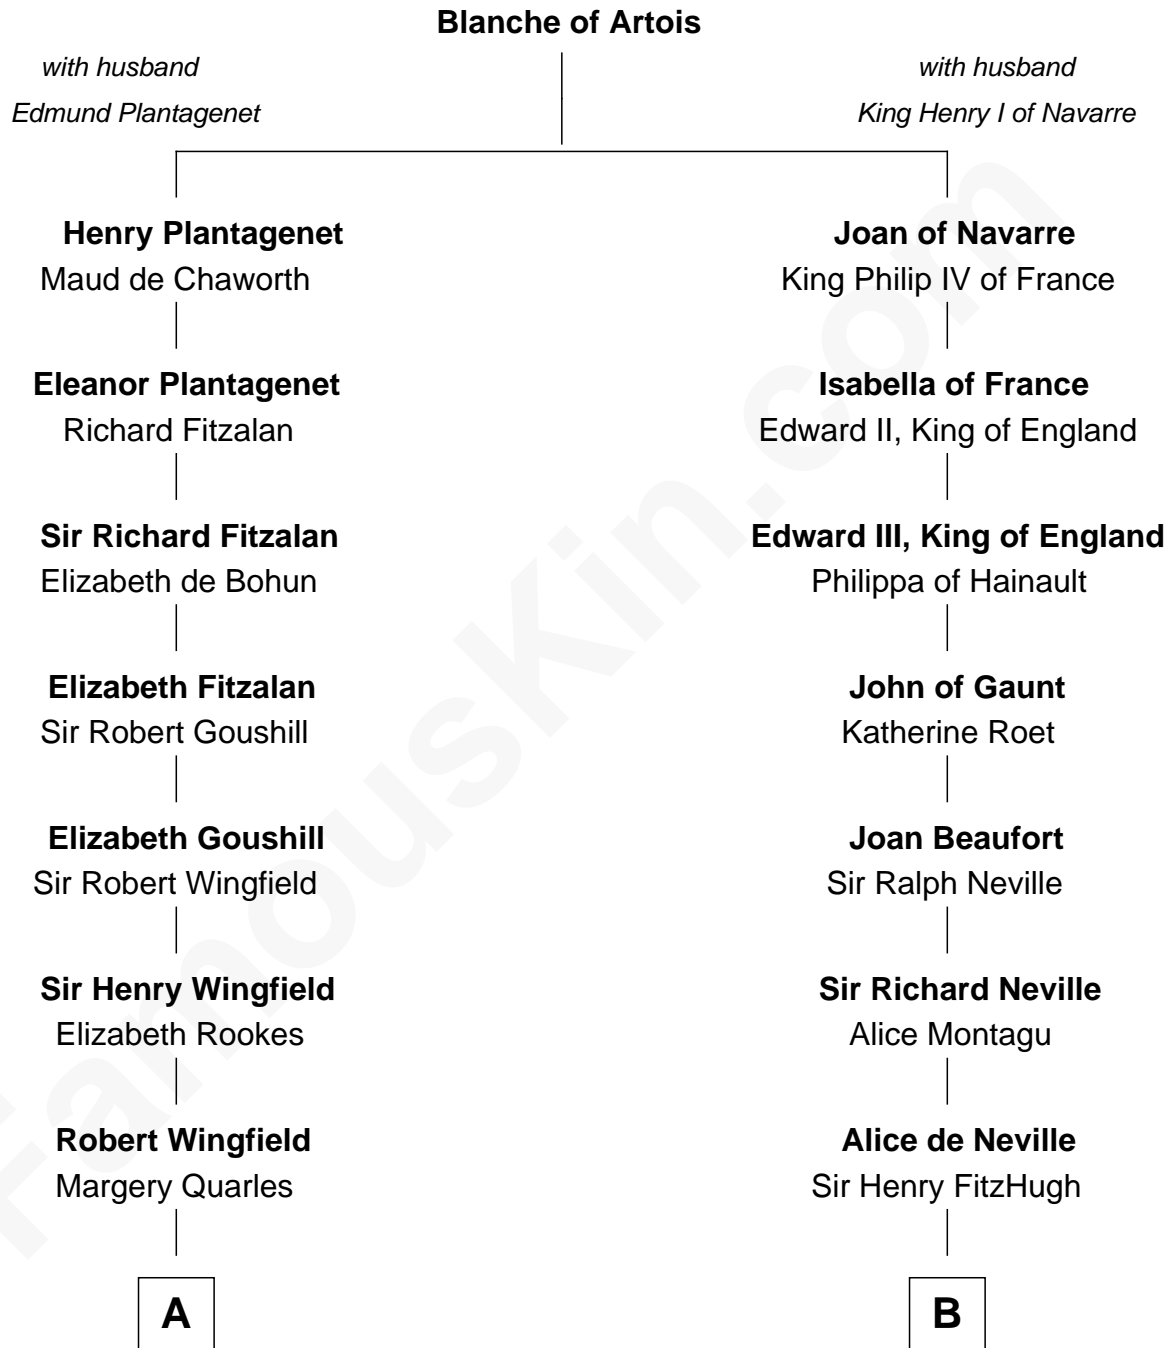 Blanche of Artois
with husband
Edmund Plantagenet
with husband
King Henry I of Navarre
Henry Plantagenet
Maud de Chaworth
Joan of Navarre
King Philip IV of France
Eleanor Plantagenet
Richard Fitzalan
Isabella of France
Edward II, King of England
Sir Richard Fitzalan
Elizabeth de Bohun
Edward III, King of England
Philippa of Hainault
Elizabeth Fitzalan
Sir Robert Goushill
John of Gaunt
Katherine Roet
Elizabeth Goushill
Sir Robert Wingfield
Joan Beaufort
Sir Ralph Neville
Sir Henry Wingfield
Elizabeth Rookes
Sir Richard Neville
Alice Montagu
Robert Wingfield
Margery Quarles
Alice de Neville
Sir Henry FitzHugh
A
B
FamousKin.com